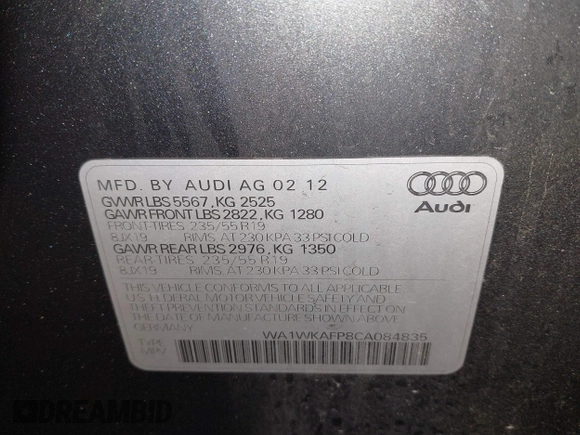 MFD. BY AUDI AG 02 12
GVWR LBS 5567, KG 2525
GAWR FRONT LBS 2822, KG 1280
FRONT-TIRES 235/55 R19
8JX19 RIMS, AT 230 KPA 33 PSI COLD
GAWR REAR LBS 2976, KG 1350
REAR TIRES 235/55 R19
8JX19 RIMS, AT 230 KPA 33 PSI COLD
THIS VEHICLE CONFORMS TO ALL APPLICABLE
U.S. FEDERAL MOTOR VEHICLE SAFETY AND
THEFT PREVENTION STANDARDS IN EFFECT ON
THE DATE OF MANUFACTURE SHOWN ABOVE
GERMANY WA1WKAFP8CA084835
TYPE
MPV
Audi
DREAMBID